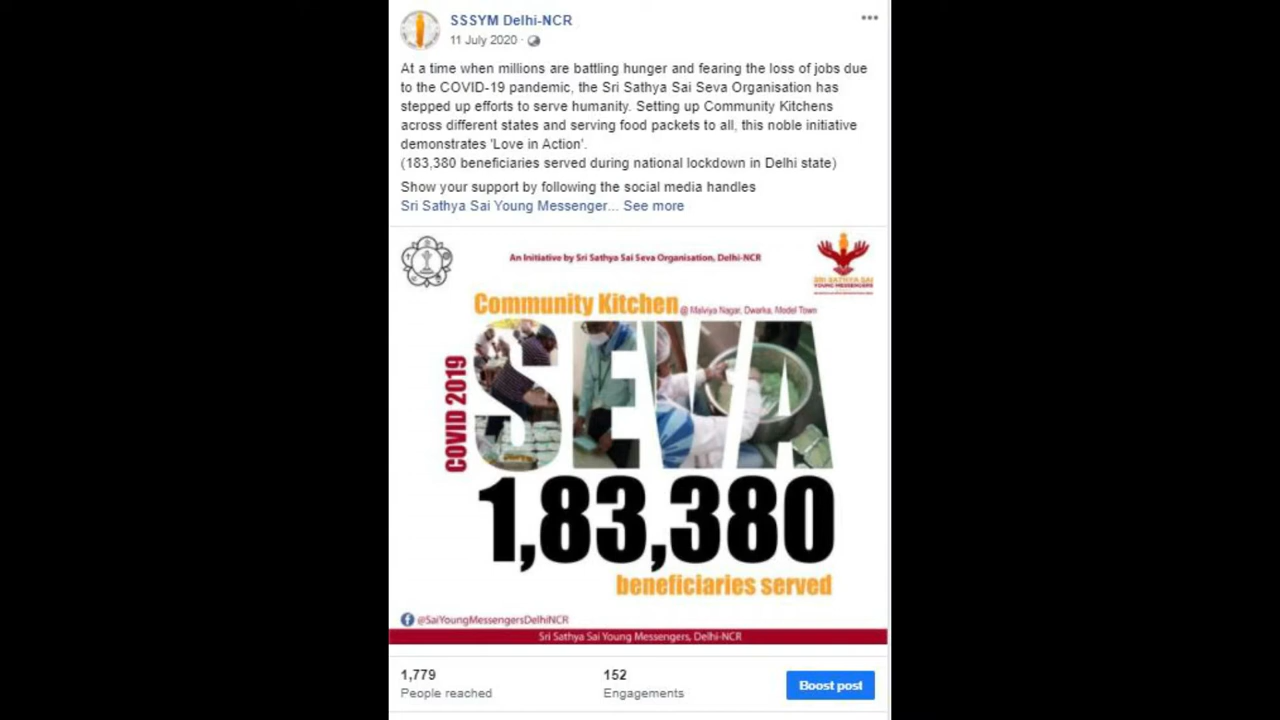 SSSYM Delhi-NCR
11 July 2020 ·
At a time when millions are battling hunger and fearing the loss of jobs due
to the COVID-19 pandemic, the Sri Sathya Sai Seva Organisation has
stepped up efforts to serve humanity. Setting up Community Kitchens
across different states and serving food packets to all, this noble initiative
demonstrates 'Love in Action'.
(183,380 beneficiaries served during national lockdown in Delhi state)
Show your support by following the social media handles
Sri Sathya Sai Young Messenger... See more
An Initiative by Sri Sathya Sai Seva Organisation, Delhi-NCR
SRI SATHYA SAI
YOUNG MESSENGERS
Community Kitchen @ Malviya Nagar, Dwarka, Model Town
COVID 2019
SEVA
1,83,380
beneficiaries served
@SaiYoungMessengersDelhiNCR
Sri Sathya Sai Young Messengers, Delhi-NCR
1,779
People reached
152
Engagements
Boost post